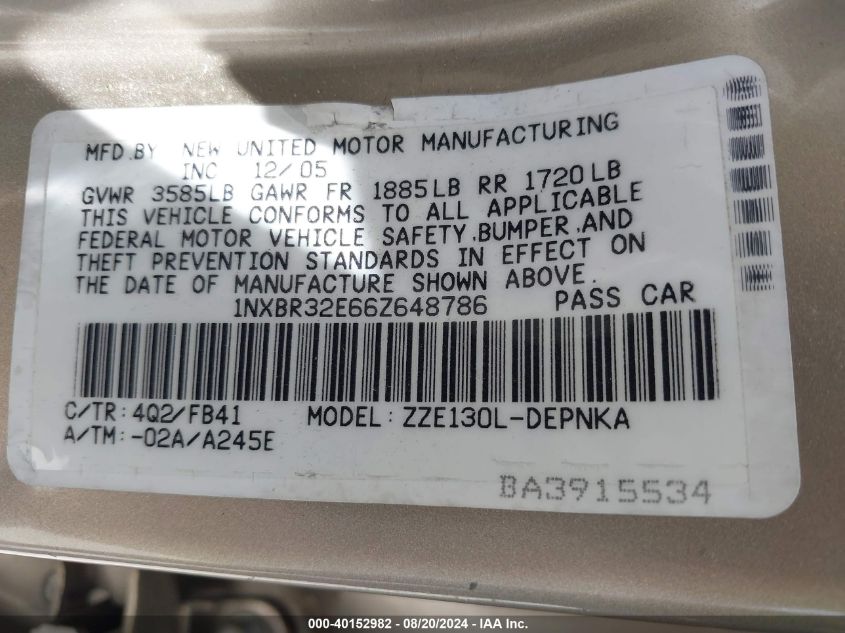 MFD.BY NEW UNITED MOTOR MANUFACTURING
INC 12/05
GVWR 3585LB GAWR FR 1885LB RR 1720LB
THIS VEHICLE CONFORMS TO ALL APPLICABLE
FEDERAL MOTOR VEHICLE SAFETY,BUMPER,AND
THEFT PREVENTION STANDARDS IN EFFECT ON
THE DATE OF MANUFACTURE SHOWN ABOVE.
1NXBR32E66Z648786 PASS CAR
C/TR:4Q2/FB41 MODEL:ZZE130L-DEPNKA
A/TM:-02A/A245E
BA3915534
000-40152982 - 08/20/2024 - IAAI Inc.